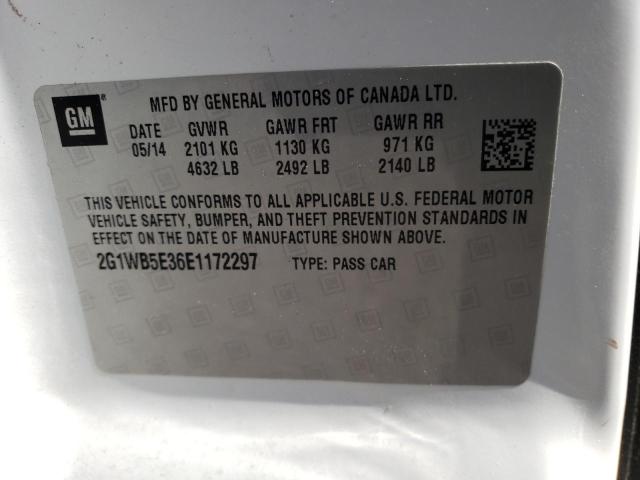 GM
MFD BY GENERAL MOTORS OF CANADA LTD.
DATE GVWR GAWR FRT GAWR RR
05/14 2101 KG 1130 KG 971 KG
4632 LB 2492 LB 2140 LB
THIS VEHICLE CONFORMS TO ALL APPLICABLE U.S. FEDERAL MOTOR
VEHICLE SAFETY, BUMPER, AND THEFT PREVENTION STANDARDS IN
EFFECT ON THE DATE OF MANUFACTURE SHOWN ABOVE.
2G1WB5E36E1172297 TYPE: PASS CAR